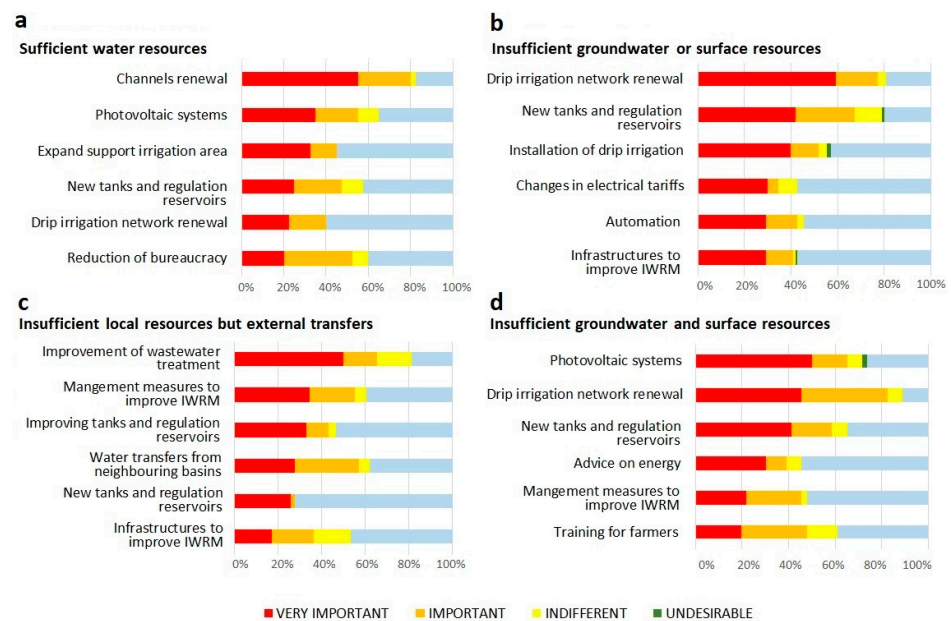 a
Sufficient water resources
Channels renewal
Photovoltaic systems
Expand support irrigation area
New tanks and regulation
reservoirs
Drip irrigation network renewal
Reduction of bureaucracy
0% 20% 40% 60% 80% 100%
b
Insufficient groundwater or surface resources
Drip irrigation network renewal
New tanks and regulation
reservoirs
Installation of drip irrigation
Changes in electrical tariffs
Automation
Infrastructures to
improve IWRM
0% 20% 40% 60% 80% 100%
c
Insufficient local resources but external transfers
Improvement of wastewater
treatment
Mangement measures to
improve IWRM
Improving tanks and regulation
reservoirs
Water transfers from
neighbouring basins
New tanks and regulation
reservoirs
Infrastructures to
improve IWRM
0% 20% 40% 60% 80% 100%
d
Insufficient groundwater and surface resources
Photovoltaic systems
Drip irrigation network renewal
New tanks and regulation
reservoirs
Advice on energy
Mangement measures to
improve IWRM
Training for farmers
0% 20% 40% 60% 80% 100%
VERY IMPORTANT IMPORTANT INDIFFERENT UNDESIRABLE